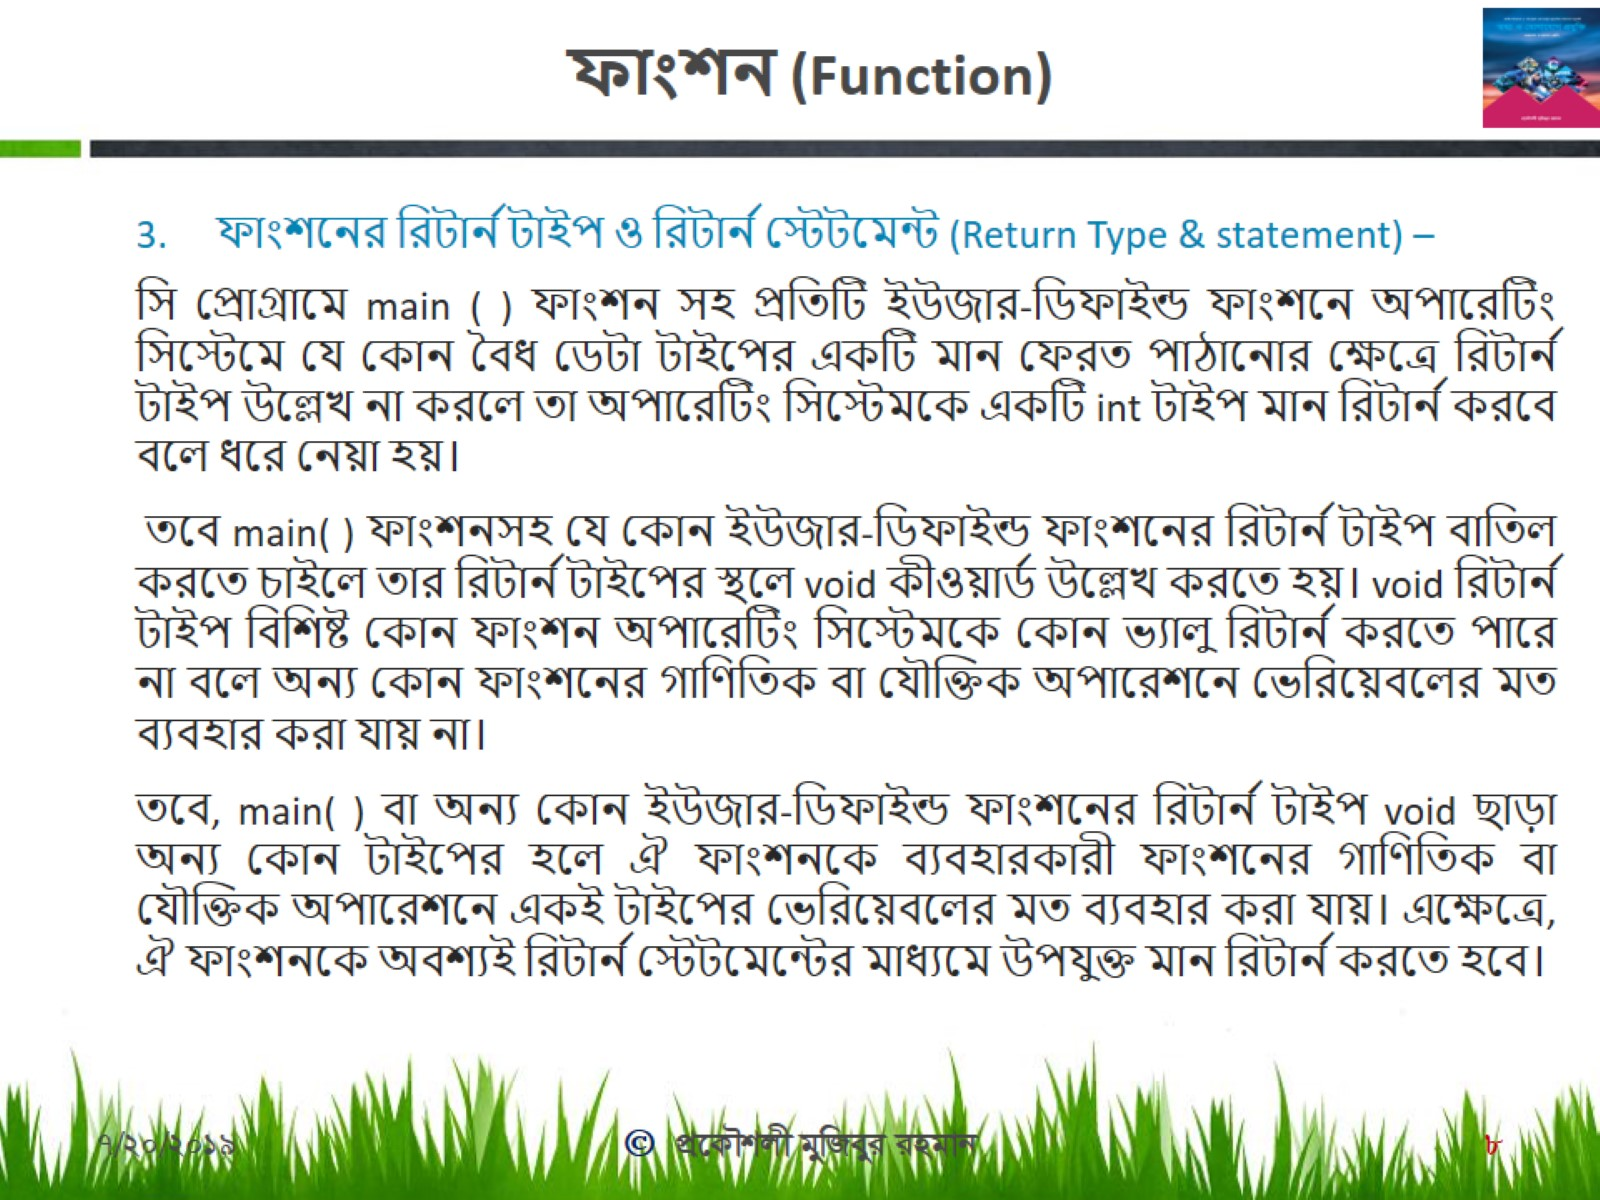 ফাংশন (Function)
3. ফাংশনের রিটার্ন টাইপ ও রিটার্ন স্টেটমেন্ট (Return Type & statement) –
সি প্রোগ্রামে main ( ) ফাংশন সহ প্রতিটি ইউজার-ডিফাইন্ড ফাংশনে অপারেটিং
সিস্টেমে যে কোন বৈধ ডেটা টাইপের একটি মান ফেরত পাঠানোর ক্ষেত্রে রিটার্ন
টাইপ উল্লেখ না করলে তা অপারেটিং সিস্টেমকে একটি int টাইপ মান রিটার্ন করবে
বলে ধরে নেয়া হয়।
তবে main( ) ফাংশনসহ যে কোন ইউজার-ডিফাইন্ড ফাংশনের রিটার্ন টাইপ বাতিল
করতে চাইলে তার রিটার্ন টাইপের স্থলে void কীওয়ার্ড উল্লেখ করতে হয়। void রিটার্ন
টাইপ বিশিষ্ট কোন ফাংশন অপারেটিং সিস্টেমকে কোন ভ্যালু রিটার্ন করতে পারে
না বলে অন্য কোন ফাংশনের গাণিতিক বা যৌক্তিক অপারেশনে ভেরিয়েবলের মত
ব্যবহার করা যায় না।
তবে, main( ) বা অন্য কোন ইউজার-ডিফাইন্ড ফাংশনের রিটার্ন টাইপ void ছাড়া
অন্য কোন টাইপের হলে ঐ ফাংশনকে ব্যবহারকারী ফাংশনের গাণিতিক বা
যৌক্তিক অপারেশনে একই টাইপের ভেরিয়েবলের মত ব্যবহার করা যায়। এক্ষেত্রে,
ঐ ফাংশনকে অবশ্যই রিটার্ন স্টেটমেন্টের মাধ্যমে উপযুক্ত মান রিটার্ন করতে হবে।
৭/২০/২০১৯
© প্রকৌশলী মুজিবুর রহমান
৮